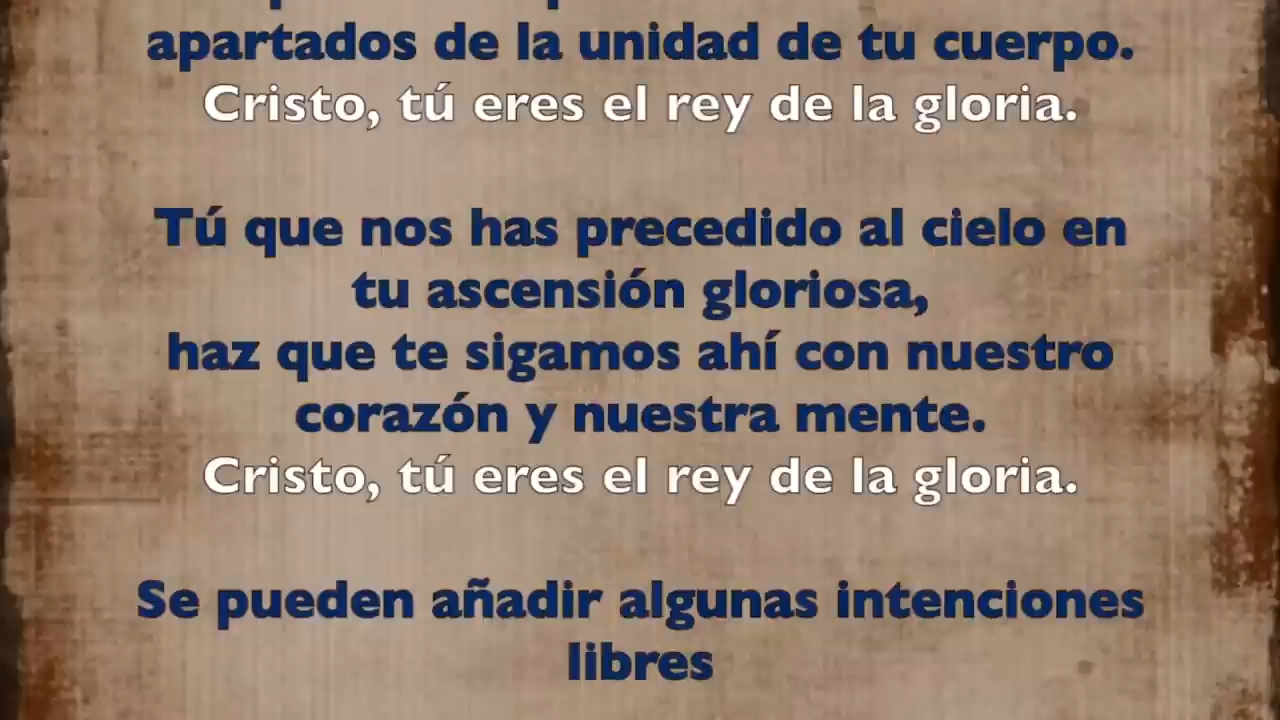 apartados de la unidad de tu cuerpo.
Cristo, tú eres el rey de la gloria.
Tú que nos has precedido al cielo en
tu ascensión gloriosa,
haz que te sigamos ahí con nuestro
corazón y nuestra mente.
Cristo, tú eres el rey de la gloria.
Se pueden añadir algunas intenciones
libres